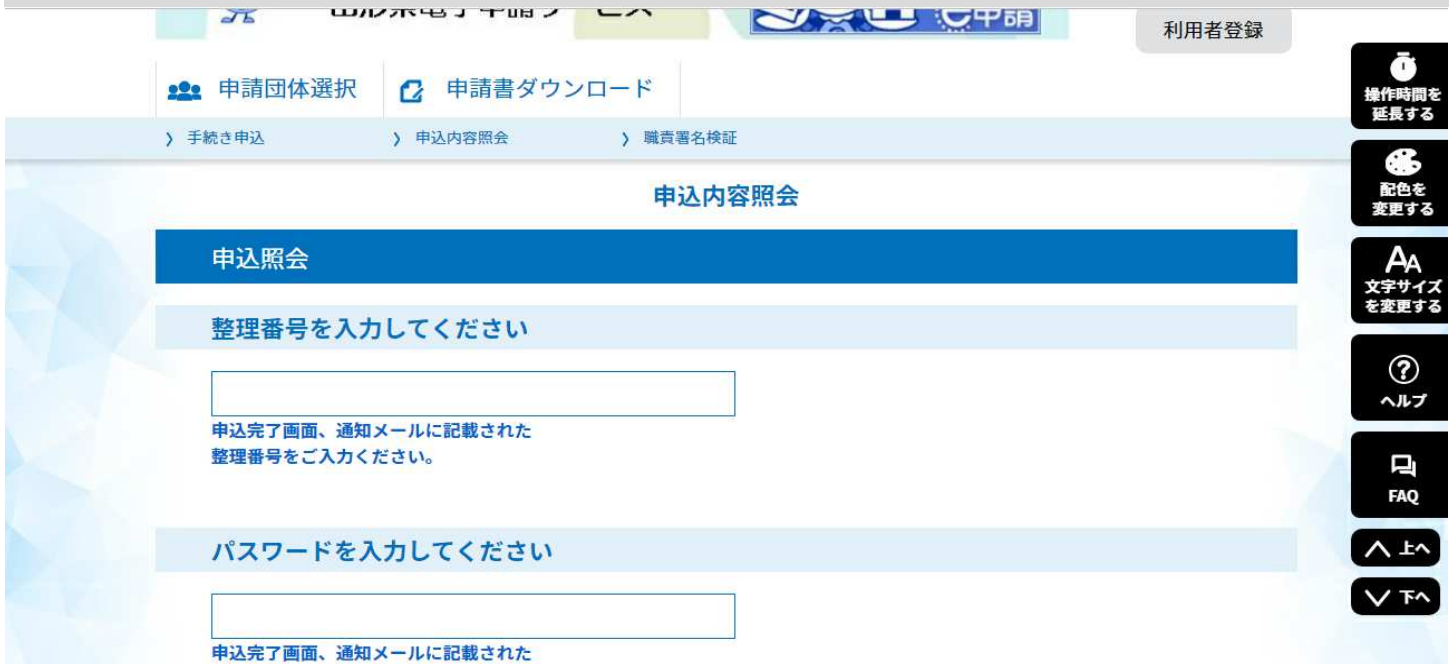 利用者登録
申請団体選択
申請書ダウンロード
手続き申込
申込内容照会
職責署名検証
申込内容照会
申込照会
整理番号を入力してください
申込完了画面、通知メールに記載された
整理番号をご入力ください。
パスワードを入力してください
申込完了画面、通知メールに記載された
操作時間を
延長する
配色を
変更する
AA
文字サイズ
を変更する
?
ヘルプ
FAQ
上へ
下へ